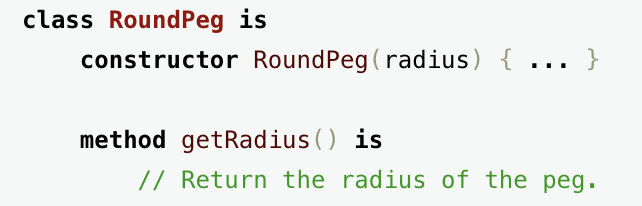 class RoundPeg is
constructor RoundPeg(radius) { ... }
method getRadius() is
// Return the radius of the peg.